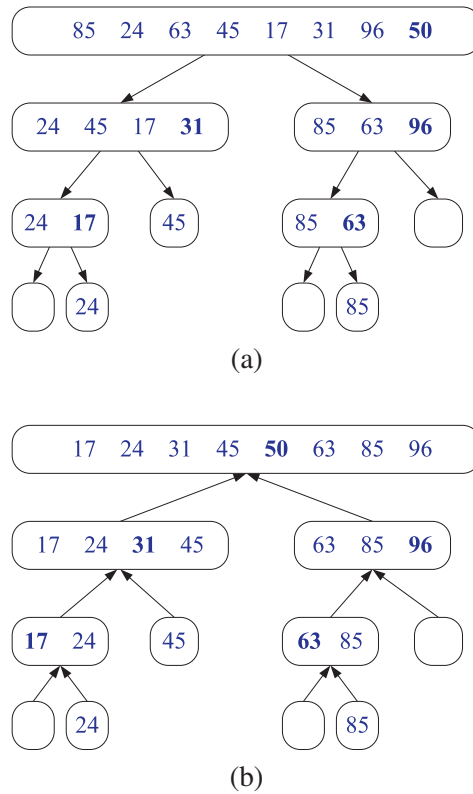 85 24 63 45 17 31 96 50
24 45 17 31 85 63 96
24 17 45 85 63
24 85
(a)
17 24 31 45 50 63 85 96
17 24 31 45 63 85 96
17 24 45 63 85
24 85
(b)